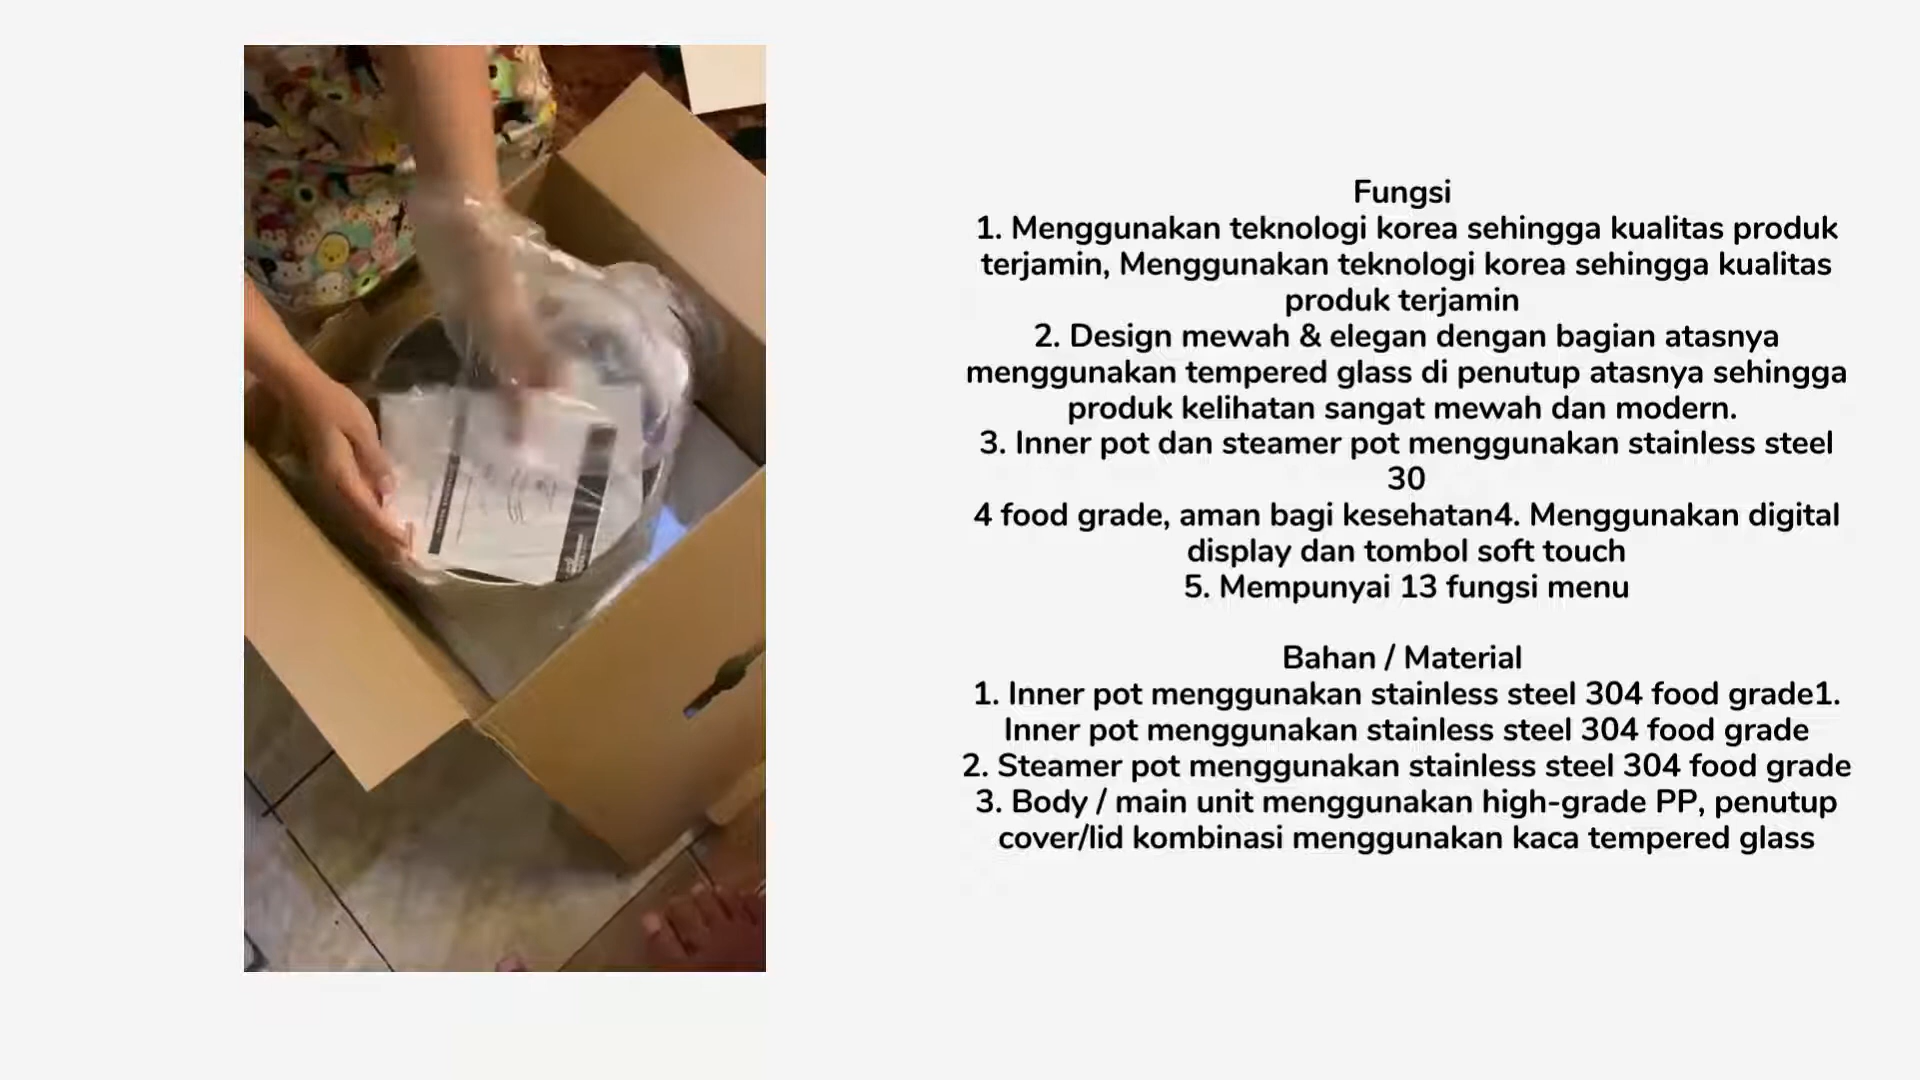 Fungsi
1. Menggunakan teknologi korea sehingga kualitas produk
terjamin, Menggunakan teknologi korea sehingga kualitas
produk terjamin
2. Design mewah & elegan dengan bagian atasnya
menggunakan tempered glass di penutup atasnya sehingga
produk kelihatan sangat mewah dan modern.
3. Inner pot dan steamer pot menggunakan stainless steel
30
4 food grade, aman bagi kesehatan4. Menggunakan digital
display dan tombol soft touch
5. Mempunyai 13 fungsi menu
Bahan / Material
1. Inner pot menggunakan stainless steel 304 food grade1.
Inner pot menggunakan stainless steel 304 food grade
2. Steamer pot menggunakan stainless steel 304 food grade
3. Body / main unit menggunakan high-grade PP, penutup
cover/lid kombinasi menggunakan kaca tempered glass